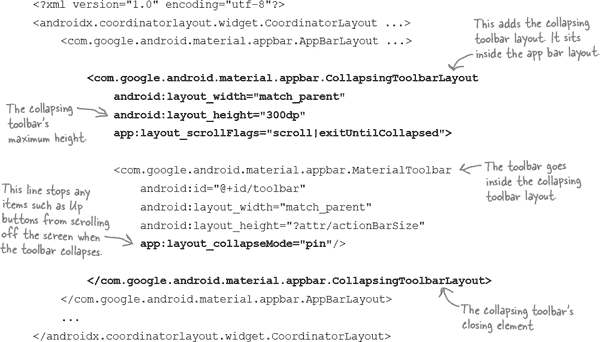 <?xml version="1.0" encoding="utf-8"?>
<androidx.coordinatorlayout.widget.CoordinatorLayout ...>
<com.google.android.material.appbar.AppBarLayout ...>
This adds the collapsing
toolbar layout. It sits
inside the app bar layout.
<com.google.android.material.appbar.CollapsingToolbarLayout
android:layout_width="match_parent"
android:layout_height="300dp"
app:layout_scrollFlags="scroll|exitUntilCollapsed">
The collapsing
toolbar's
maximum height.
<com.google.android.material.appbar.MaterialToolbar
android:id="@+id/toolbar"
android:layout_width="match_parent"
android:layout_height="?attr/actionBarSize"
app:layout_collapseMode="pin"/>
The toolbar goes
inside the collapsing
toolbar layout.
This line stops any
items such as Up
buttons from scrolling
off the screen when
the toolbar collapses.
</com.google.android.material.appbar.CollapsingToolbarLayout>
</com.google.android.material.appbar.AppBarLayout>
...
</androidx.coordinatorlayout.widget.CoordinatorLayout>
The collapsing toolbar's
closing element